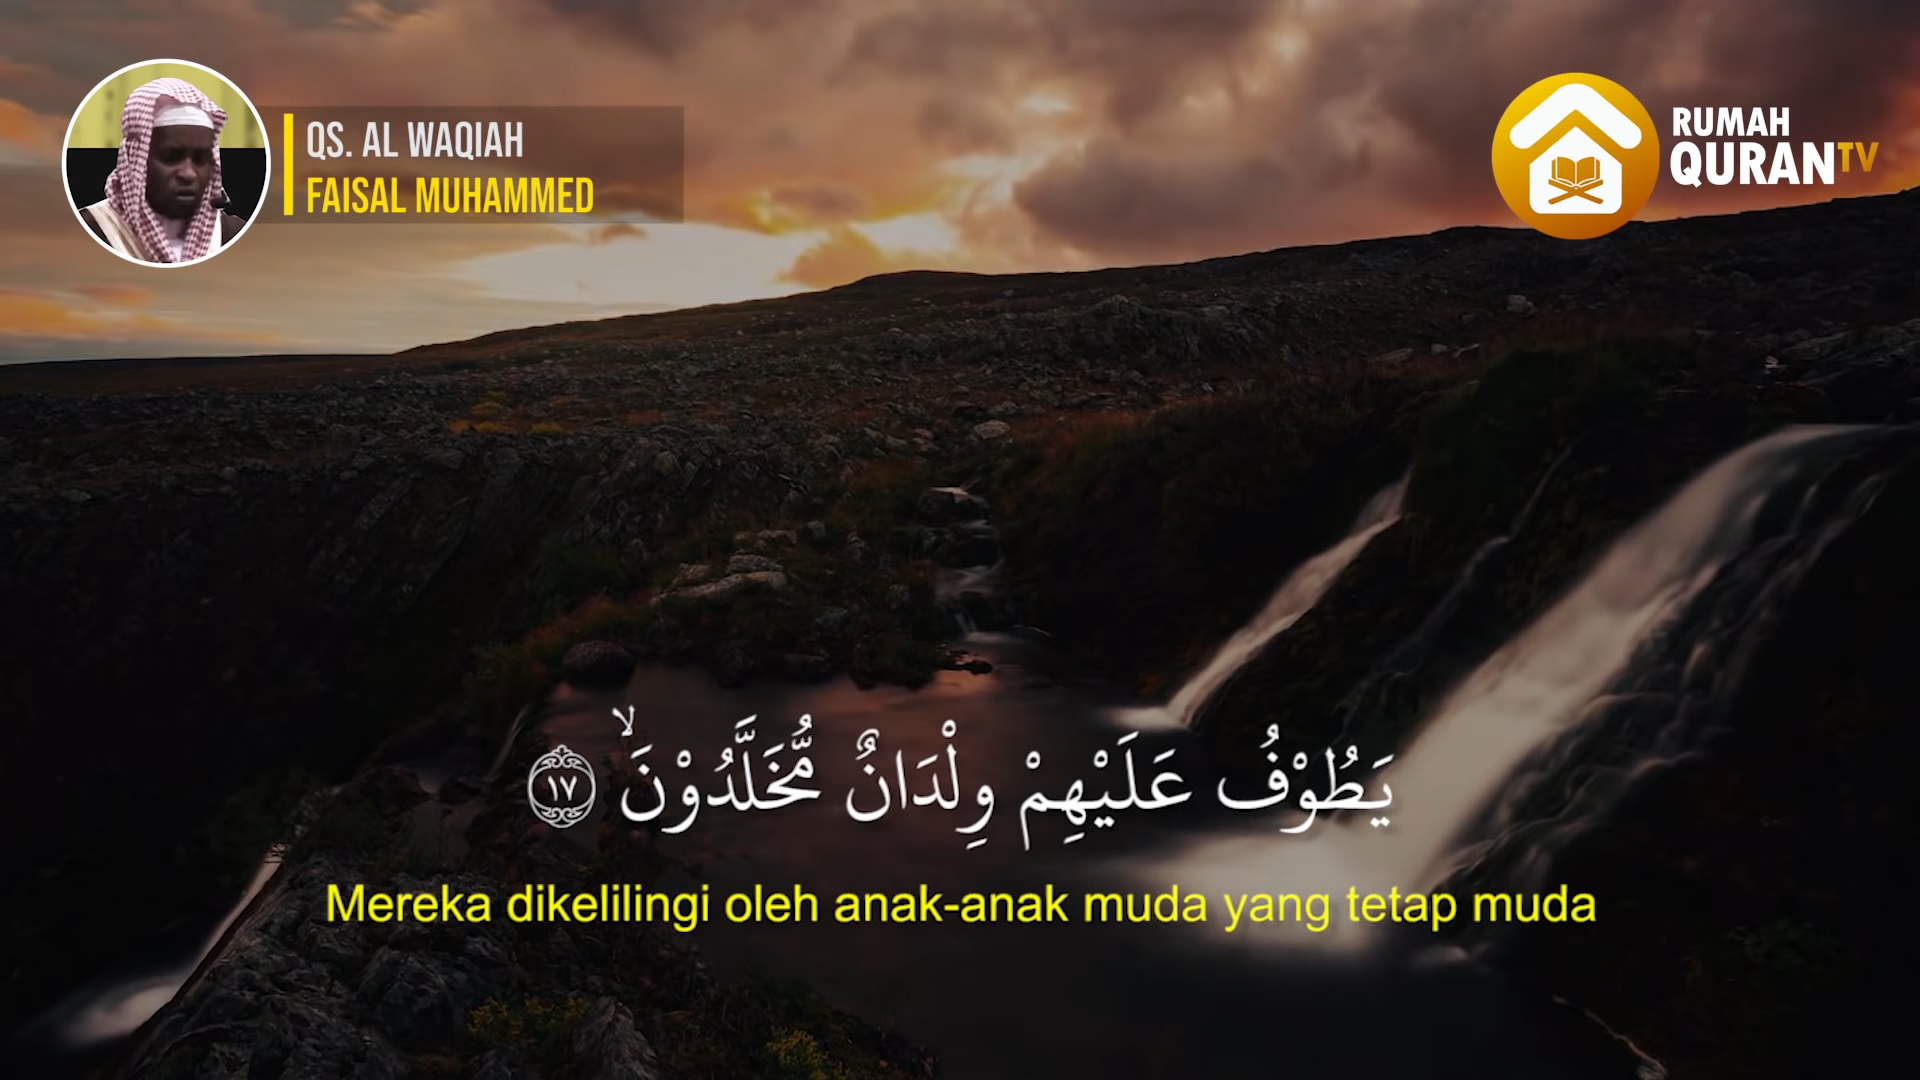 QS. AL WAQIAH
FAISAL MUHAMMED
RUMAH
QURANTV
يَطُوْفُ عَلَيْهِمْ وِلْدَانٌ مُّخَلَّدُوْنَۙ ١٧
Mereka dikelilingi oleh anak-anak muda yang tetap muda